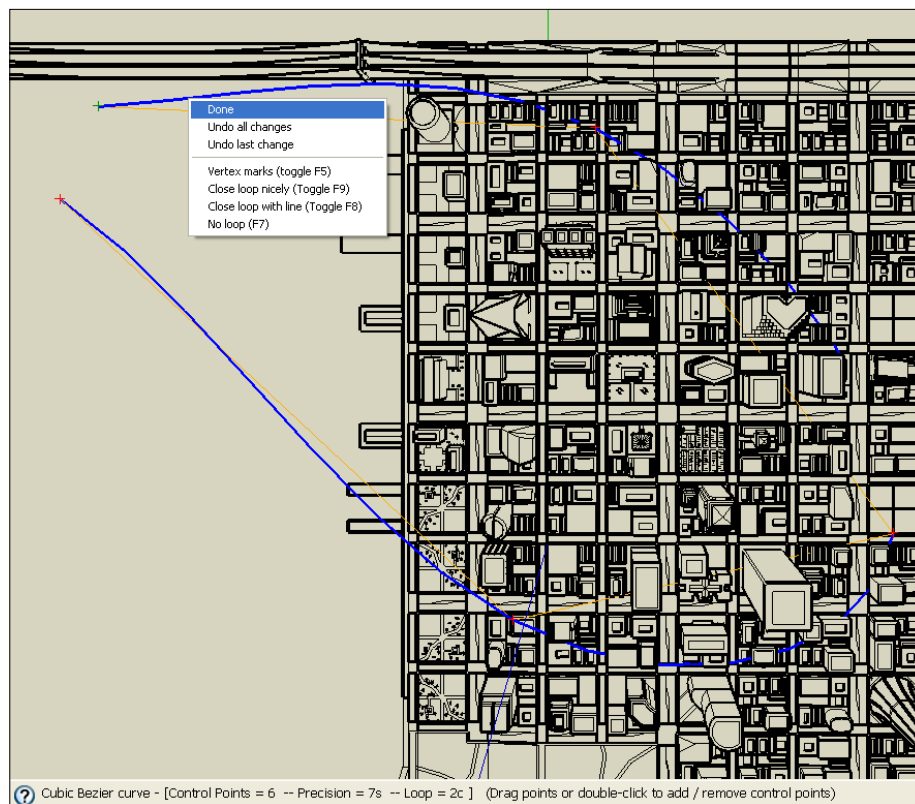 Done
Undo all changes
Undo last change
Vertex marks (toggle F5)
Close loop nicely (Toggle F9)
Close loop with line (Toggle F8)
No loop (F7)
Cubic Bezier curve - [Control Points = 6 -- Precision = 7s -- Loop = 2c ] (Drag points or double-click to add / remove control points)